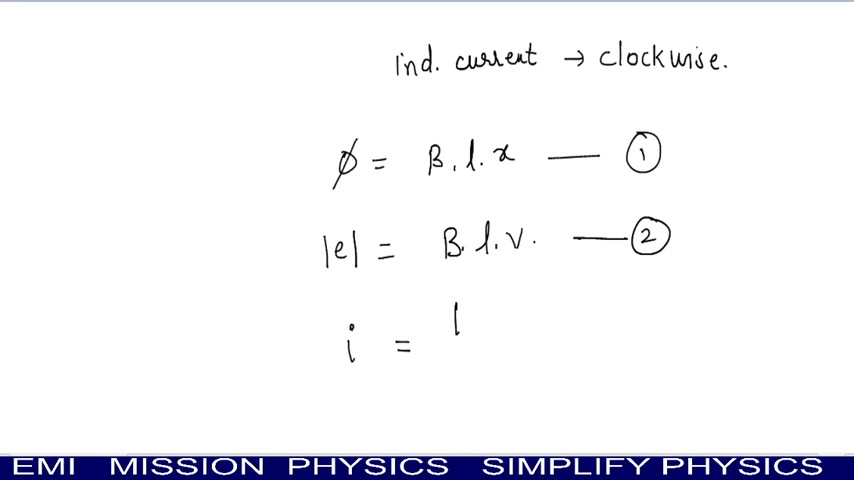 ind. current → clockwise.
ϕ = B.l.x — ①
|e| = B.l.v. — ②
i = |
EMI MISSION PHYSICS SIMPLIFY PHYSICS